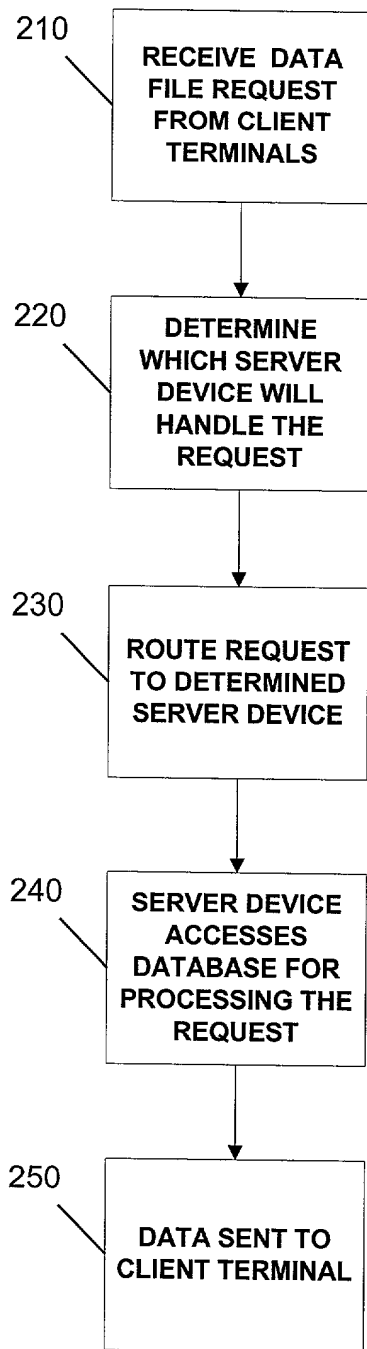 210
RECEIVE DATA
FILE REQUEST
FROM CLIENT
TERMINALS
220
DETERMINE
WHICH SERVER
DEVICE WILL
HANDLE THE
REQUEST
230
ROUTE REQUEST
TO DETERMINED
SERVER DEVICE
240
SERVER DEVICE
ACCESSES
DATABASE FOR
PROCESSING THE
REQUEST
250
DATA SENT TO
CLIENT TERMINAL